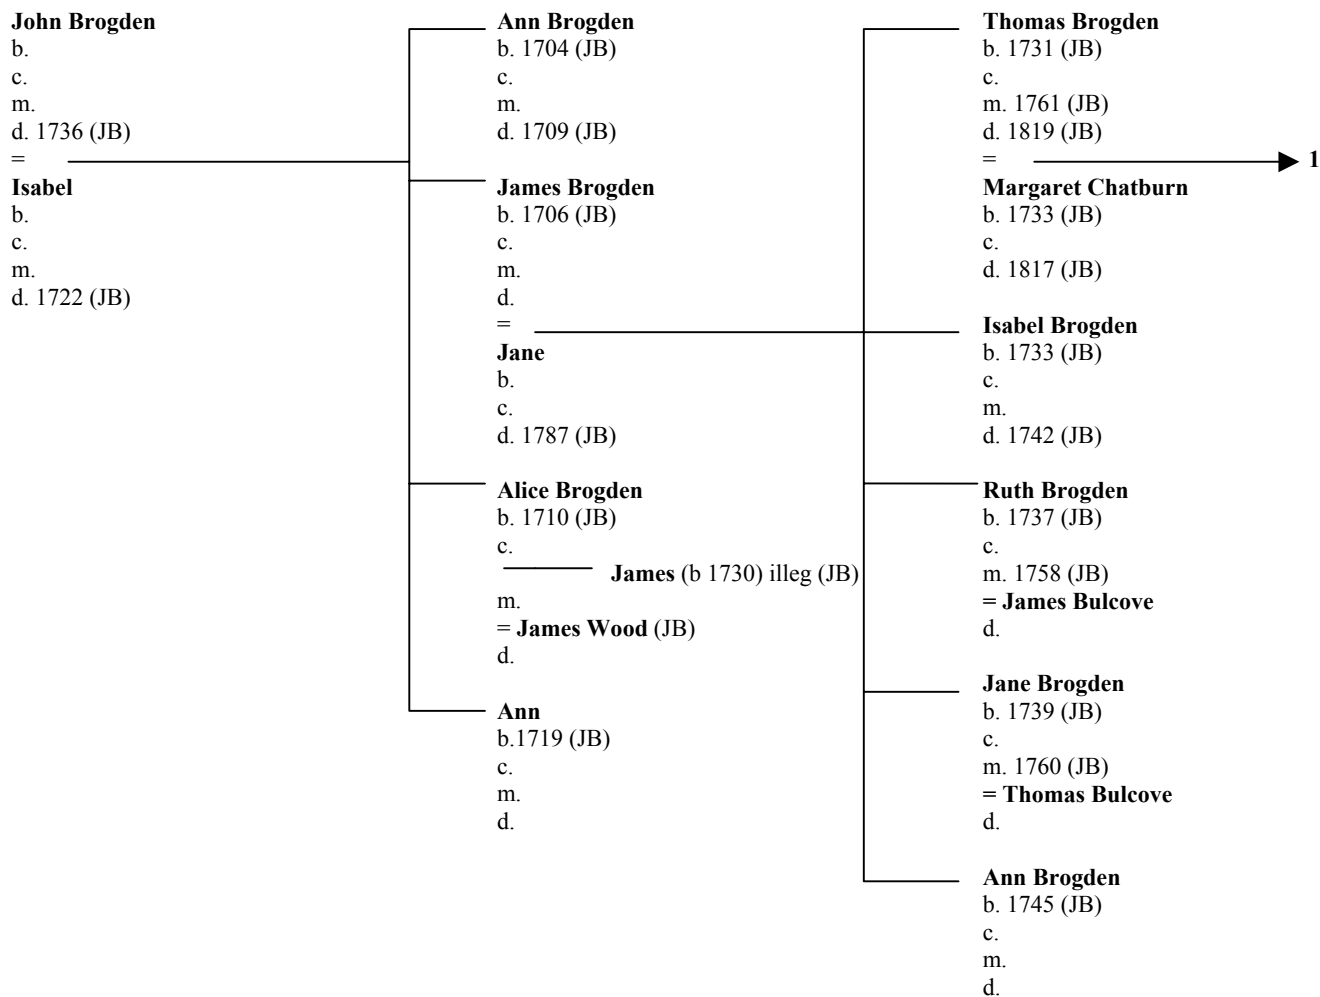 John Brogden
b.
c.
m.
d. 1736 (JB)
=
Isabel
b.
c.
m.
d. 1722 (JB)
Ann Brogden
b. 1704 (JB)
c.
m.
d. 1709 (JB)
James Brogden
b. 1706 (JB)
c.
m.
d.
=
Jane
b.
c.
d. 1787 (JB)
Alice Brogden
b. 1710 (JB)
c.
James (b 1730) illeg (JB)
m.
= James Wood (JB)
d.
Ann
b.1719 (JB)
c.
m.
d.
Thomas Brogden
b. 1731 (JB)
c.
m. 1761 (JB)
d. 1819 (JB)
=
1
Margaret Chatburn
b. 1733 (JB)
c.
d. 1817 (JB)
Isabel Brogden
b. 1733 (JB)
c.
m.
d. 1742 (JB)
Ruth Brogden
b. 1737 (JB)
c.
m. 1758 (JB)
= James Bulcove
d.
Jane Brogden
b. 1739 (JB)
c.
m. 1760 (JB)
= Thomas Bulcove
d.
Ann Brogden
b. 1745 (JB)
c.
m.
d.